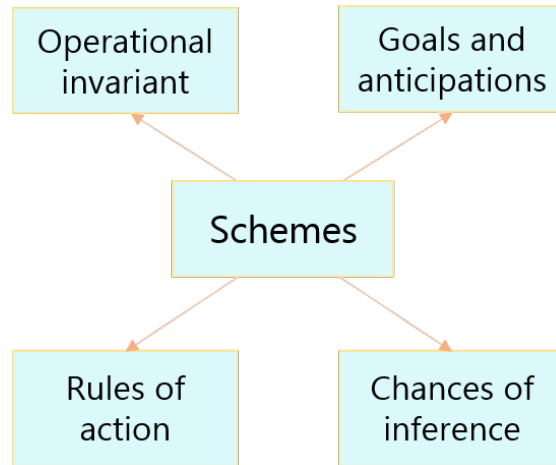 Operational
invariant
Goals and
anticipations
Schemes
Rules of
action
Chances of
inference